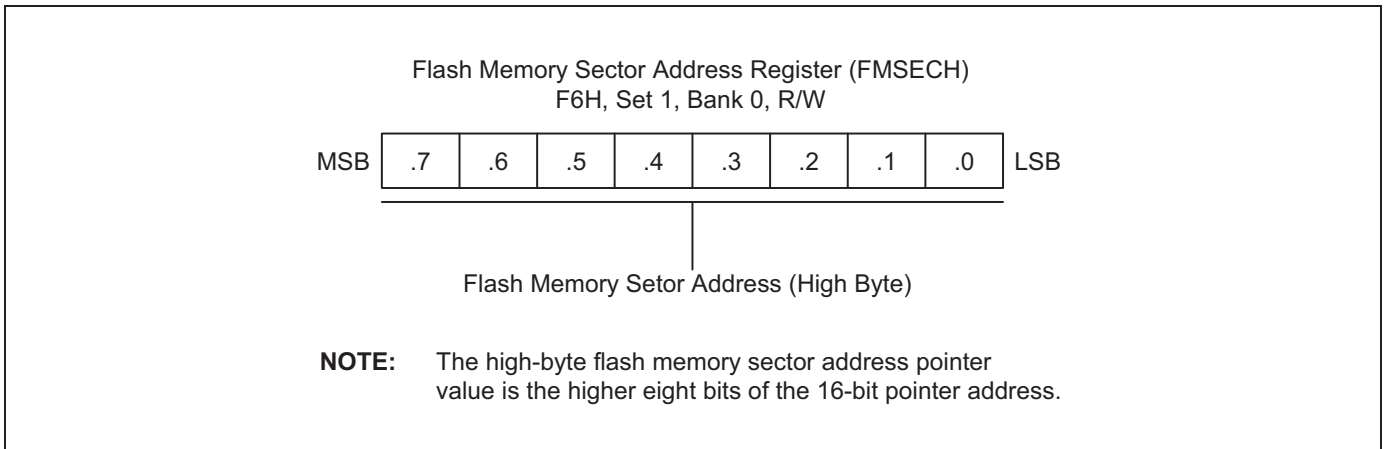 Flash Memory Sector Address Register (FMSECH)
F6H, Set 1, Bank 0, R/W
MSB .7 .6 .5 .4 .3 .2 .1 .0 LSB
Flash Memory Setor Address (High Byte)
NOTE: The high-byte flash memory sector address pointer
value is the higher eight bits of the 16-bit pointer address.